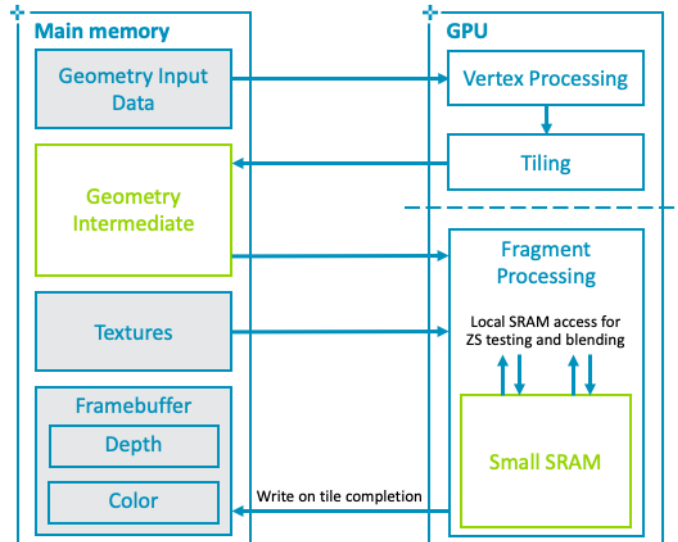 Main memory
Geometry Input
Data
Geometry
Intermediate
Textures
Framebuffer
Depth
Color
GPU
Vertex Processing
Tiling
Fragment
Processing
Local SRAM access for
ZS testing and blending
Small SRAM
Write on tile completion